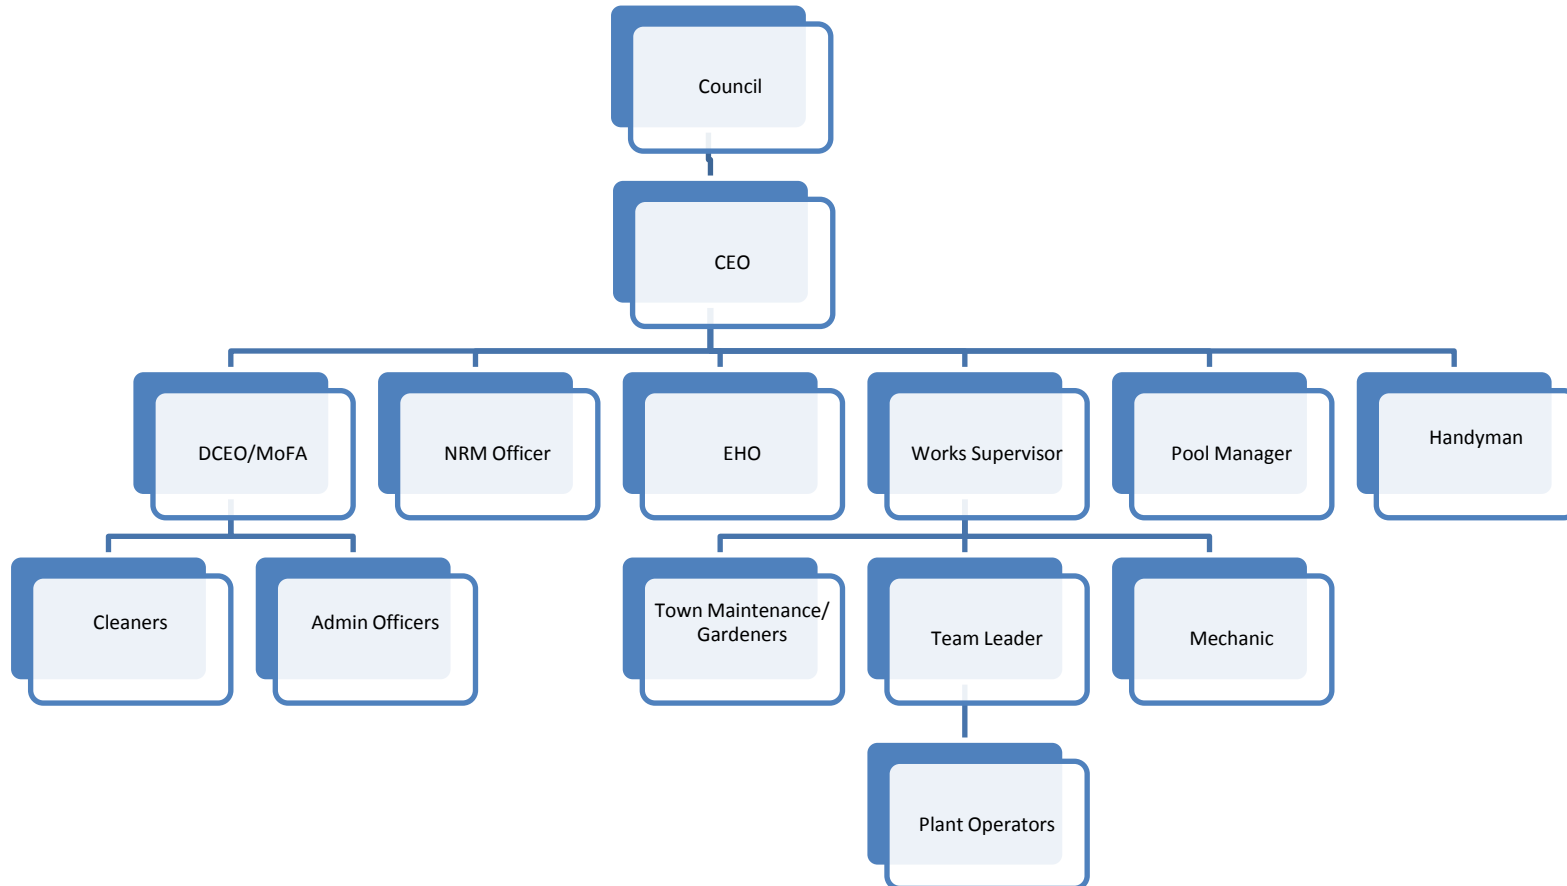 Council
CEO
DCEO/MoFA
NRM Officer
EHO
Works Supervisor
Pool Manager
Handyman
Cleaners
Admin Officers
Town Maintenance/
Gardeners
Team Leader
Mechanic
Plant Operators